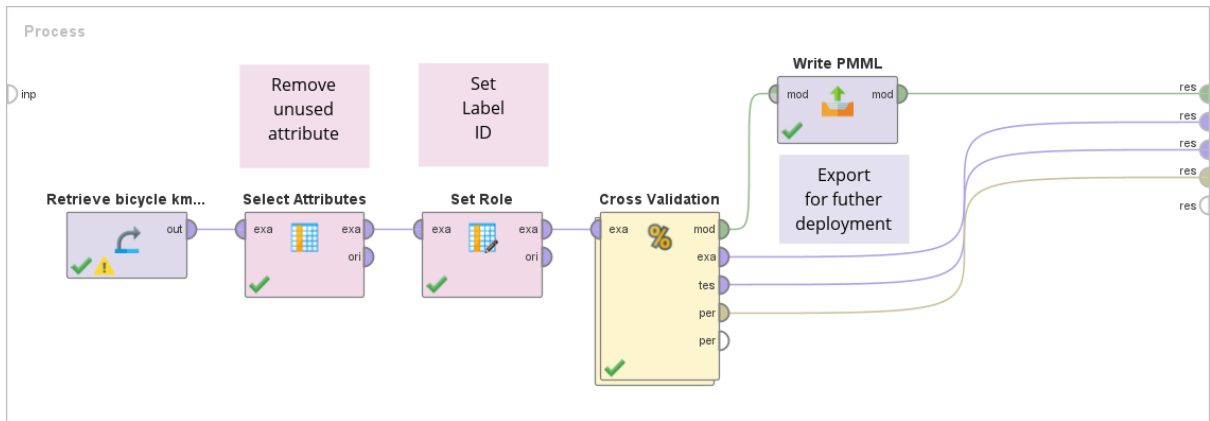 Process
inp
Remove
unused
attribute
Set
Label
ID
Write PMML
mod
mod
Export
for futher
deployment
res
res
res
res
res
Retrieve bicycle km...
out
Select Attributes
exa
exa
ori
Set Role
exa
exa
ori
Cross Validation
exa
%
mod
exa
tes
per
per